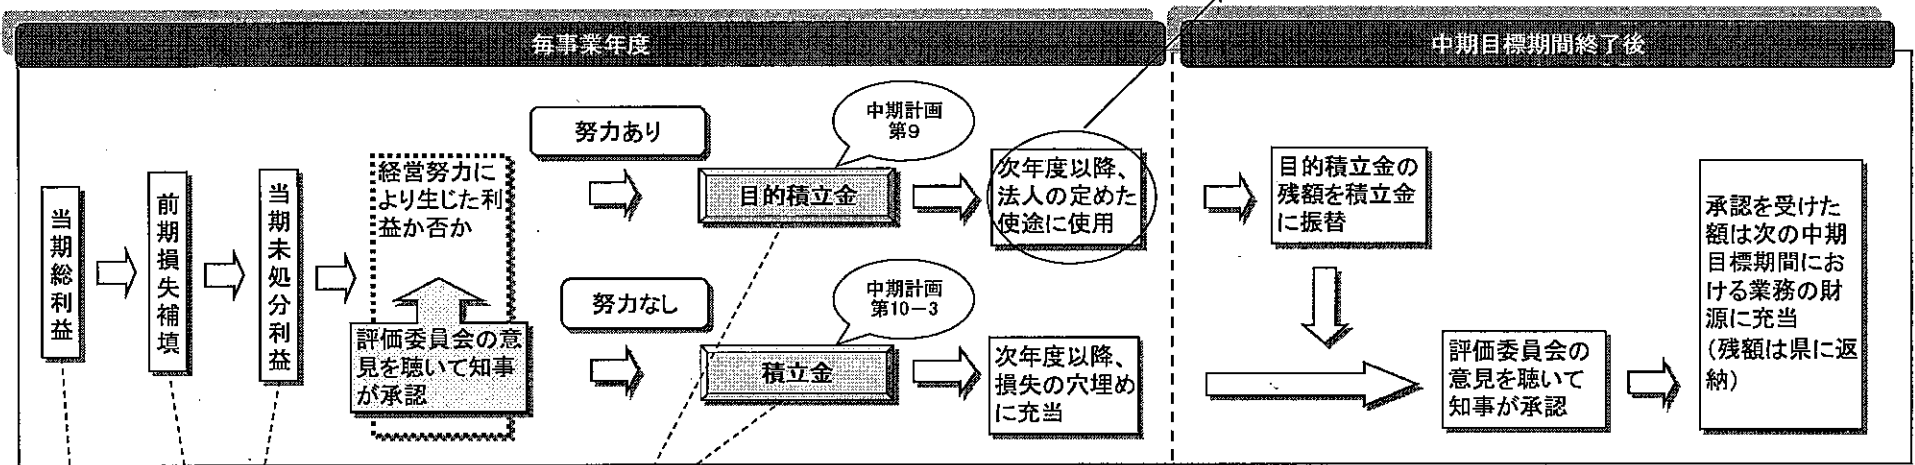 毎事業年度
中期目標期間終了後
当期総利益
前期損失補填
当期未処分利益
経営努力に
より生じた利
益か否か
評価委員会の意
見を聴いて知事
が承認
努力あり
中期計画
第9
目的積立金
次年度以降、
法人の定めた
使途に使用
努力なし
中期計画
第10-3
積立金
次年度以降、
損失の穴埋め
に充当
目的積立金の
残額を積立金
に振替
評価委員会の
意見を聴いて
知事が承認
承認を受けた
額は次の中期
目標期間にお
ける業務の財
源に充当
(残額は県に返
納)